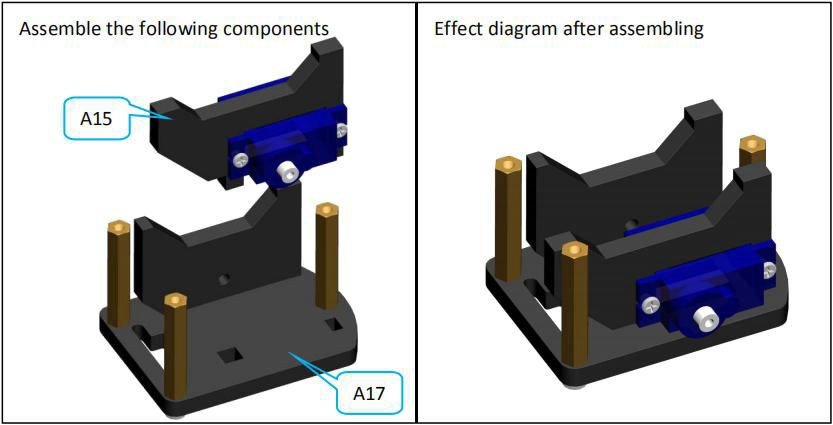 Assemble the following components
A15
A17
Effect diagram after assembling